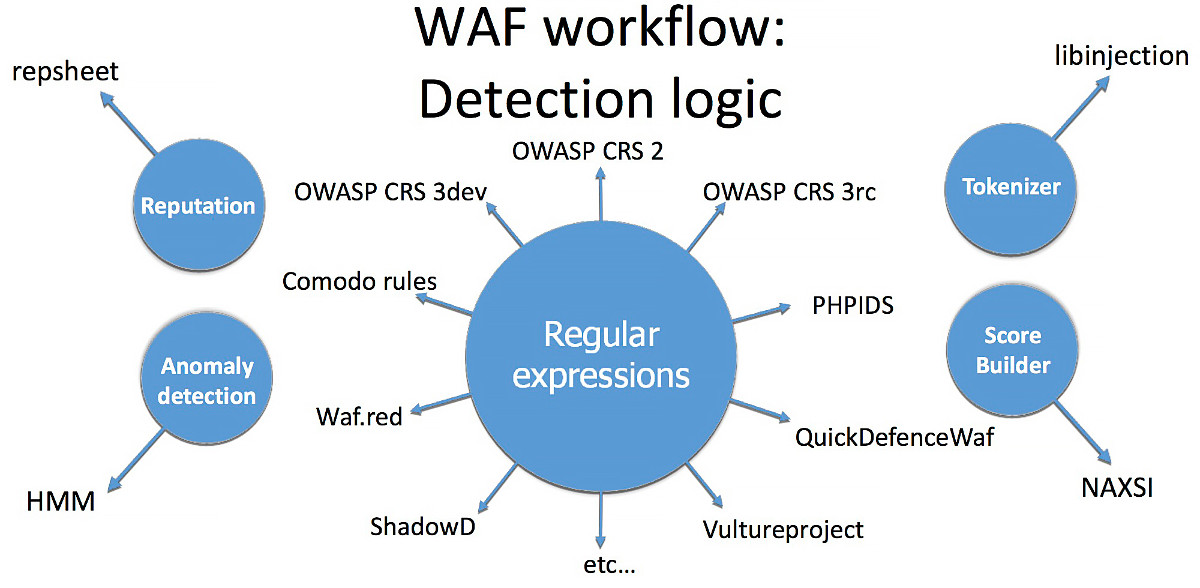 WAF workflow:
Detection logic
repsheet
libinjection
OWASP CRS 2
OWASP CRS 3dev
OWASP CRS 3rc
Reputation
Tokenizer
Comodo rules
PHPIDS
Regular
expressions
Anomaly
detection
Score
Builder
Waf.red
QuickDefenceWaf
HMM
NAXSI
ShadowD
Vultureproject
etc...